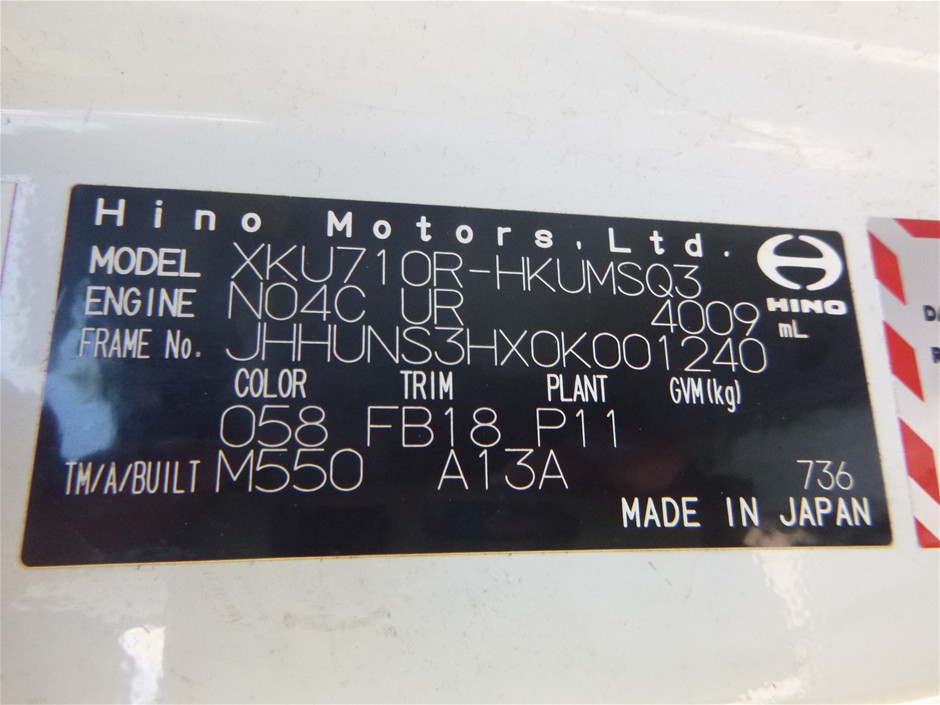 Hino Motors, Ltd.
MODEL XKU710R-HKUMSQ3
HINO
ENGINE N04C UR 4009 mL
FRAME No. JHHUNS3HX0K001240
COLOR TRIM PLANT GVM(kg)
058 FB18 P11
TM/A/BUILT M550 A13A 736
MADE IN JAPAN